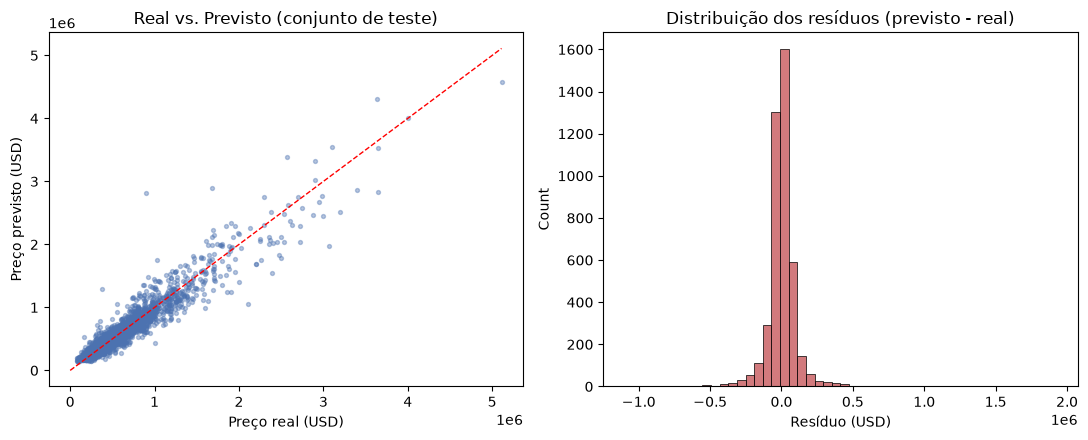 Real vs. Previsto (conjunto de teste)
1e6
5
4
3
2
1
0
Preço previsto (USD)
0 1 2 3 4 5
1e6
Preço real (USD)
Distribuição dos resíduos (previsto - real)
1600
1400
1200
1000
800
600
400
200
0
Count
−1.0 −0.5 0.0 0.5 1.0 1.5 2.0
1e6
Resíduo (USD)